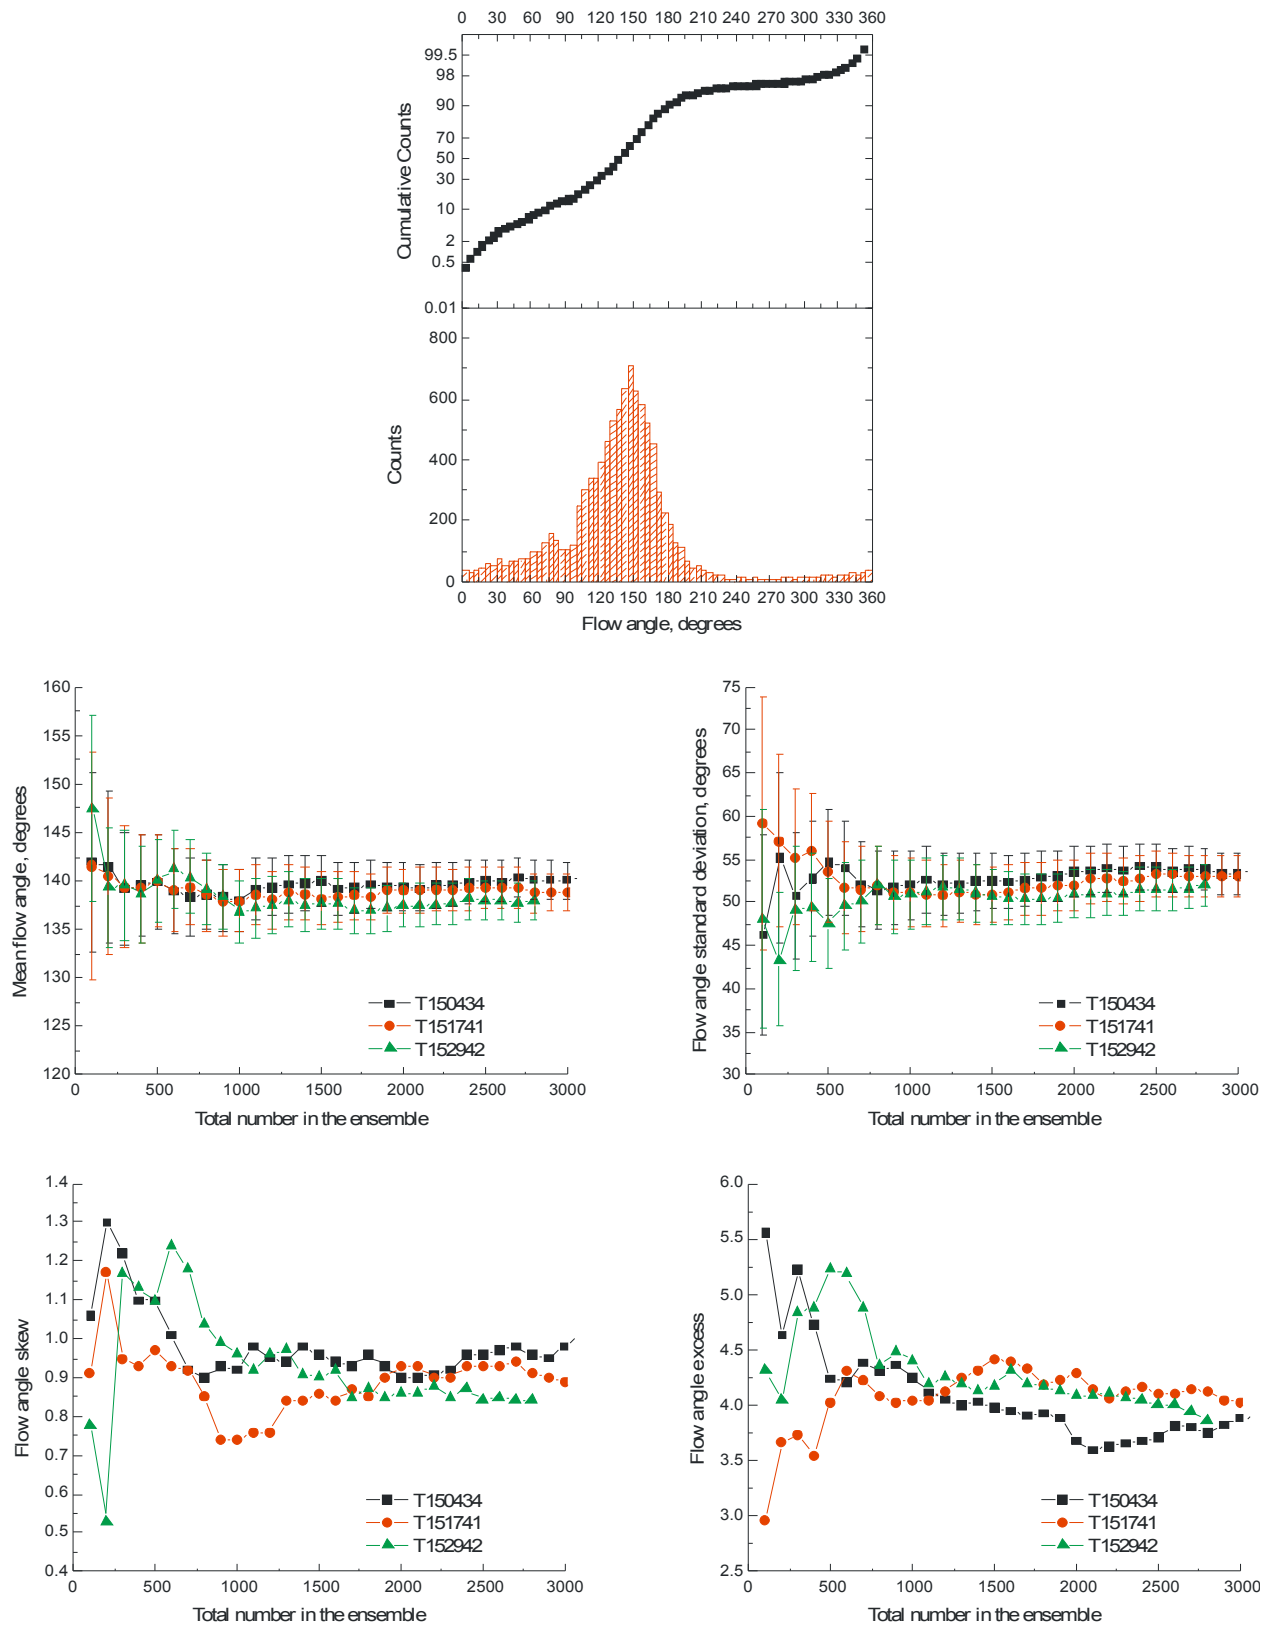 0 30 60 90 120 150 180 210 240 270 300 330 360
99.5
98
90
70
50
30
10
2
0.5
0.01
Cumulative Counts
800
600
400
200
0
Counts
0 30 60 90 120 150 180 210 240 270 300 330 360
Flow angle, degrees
160
155
150
145
140
135
130
125
120
Mean flow angle, degrees
T150434
T151741
T152942
0 500 1000 1500 2000 2500 3000
Total number in the ensemble
75
70
65
60
55
50
45
40
35
30
Flow angle standard deviation, degrees
T150434
T151741
T152942
0 500 1000 1500 2000 2500 3000
Total number in the ensemble
1.4
1.3
1.2
1.1
1.0
0.9
0.8
0.7
0.6
0.5
0.4
Flow angle skew
T150434
T151741
T152942
0 500 1000 1500 2000 2500 3000
Total number in the ensemble
6.0
5.5
5.0
4.5
4.0
3.5
3.0
2.5
Flow angle excess
T150434
T151741
T152942
0 500 1000 1500 2000 2500 3000
Total number in the ensemble